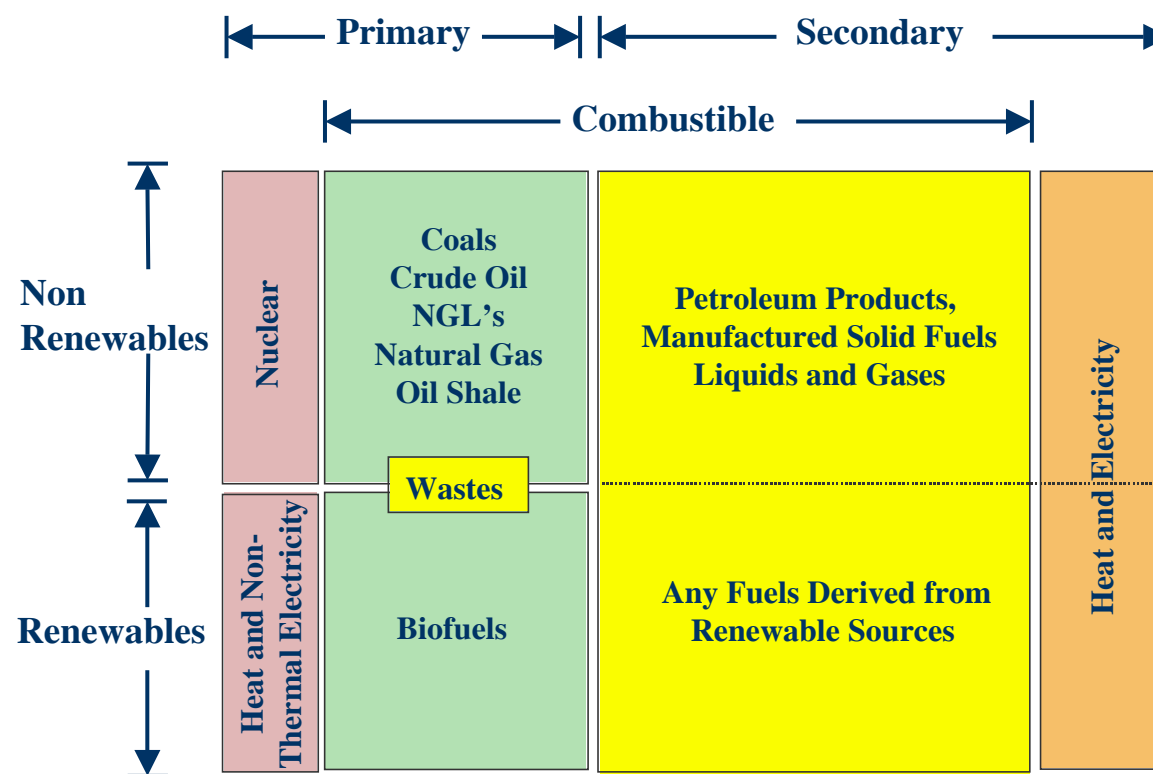 Primary
Secondary
Combustible
Non
Renewables
Nuclear
Coals
Crude Oil
NGL's
Natural Gas
Oil Shale
Petroleum Products,
Manufactured Solid Fuels
Liquids and Gases
Heat and Electricity
Wastes
Renewables
Heat and Non-
Thermal Electricity
Biofuels
Any Fuels Derived from
Renewable Sources